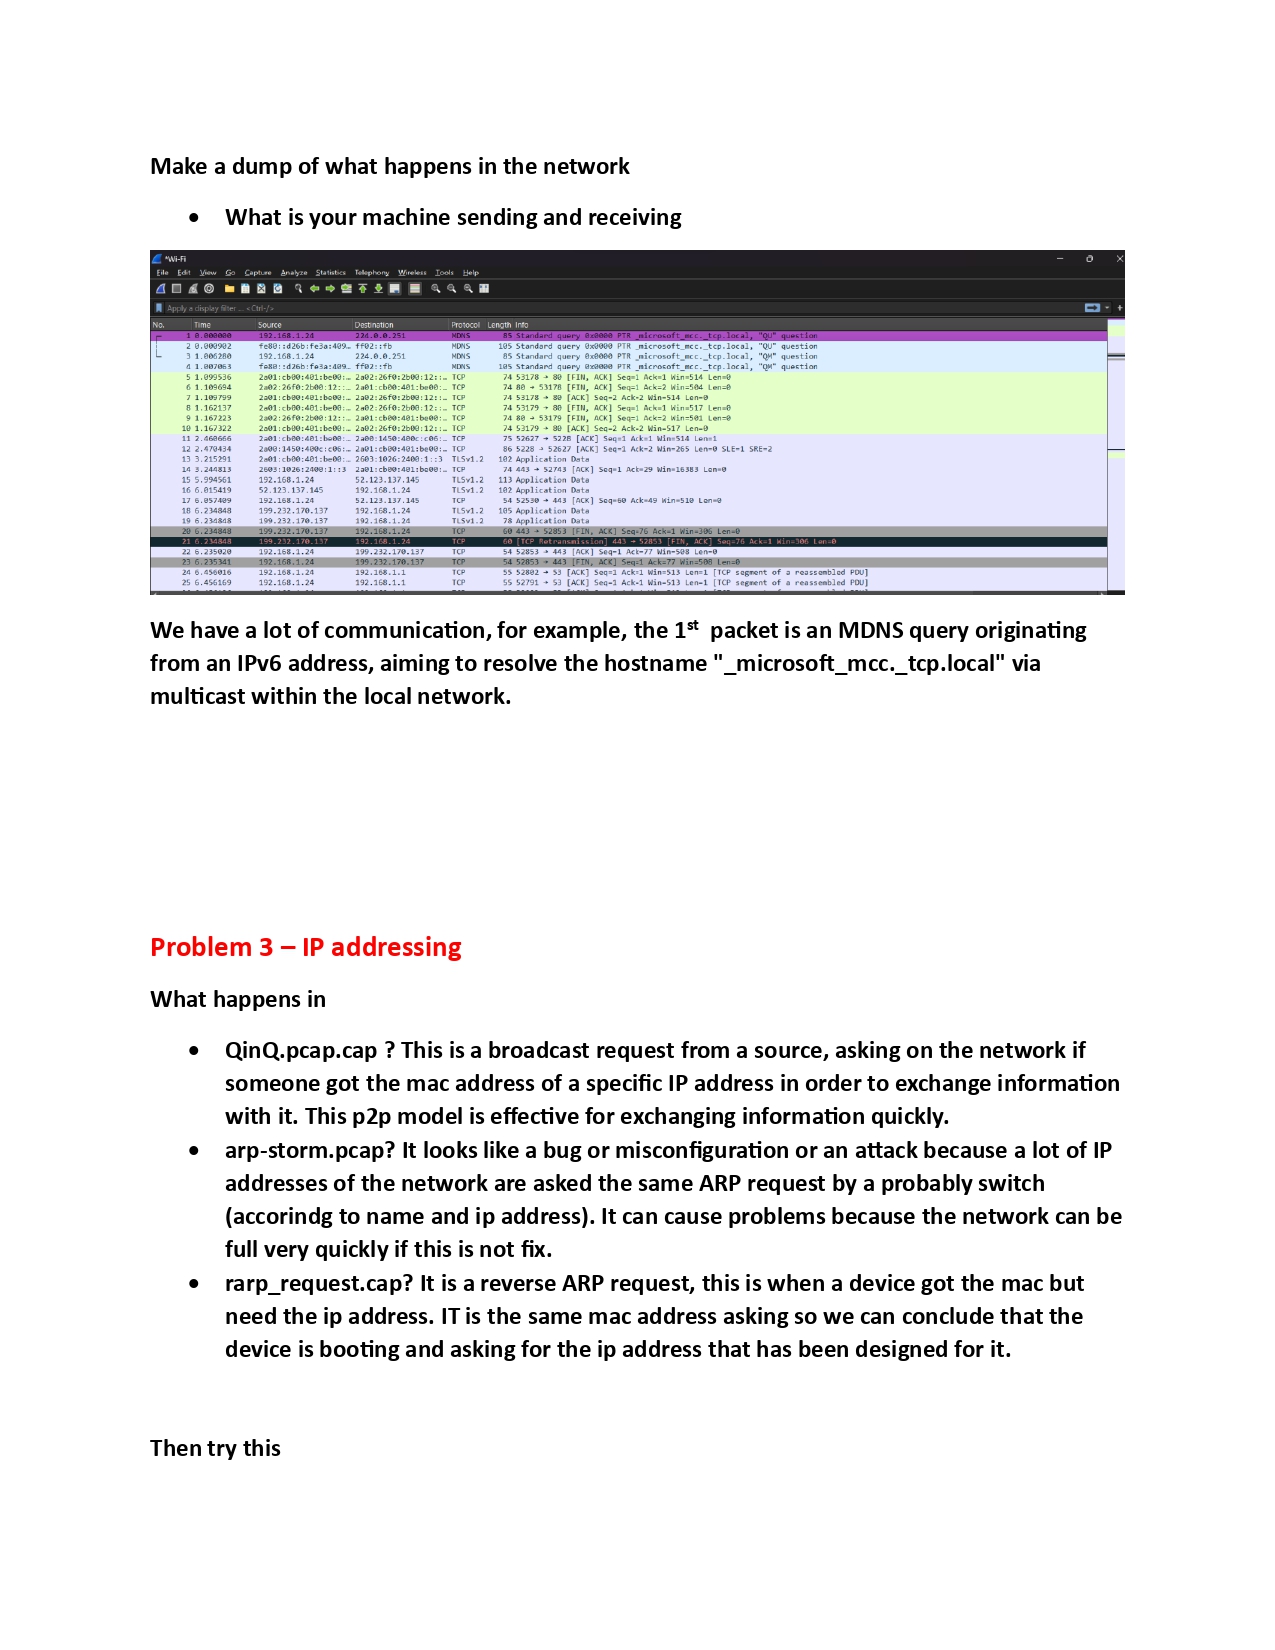 Make a dump of what happens in the network
• What is your machine sending and receiving
*Wi-Fi
File Edit View Go Capture Analyze Statistics Telephony Wireless Tools Help
Apply a display filter ... <Ctrl-/>
No. Time Source Destination Protocol Length Info
1 0.000000 192.168.1.24 224.0.0.251 MDNS 85 Standard query 0x0000 PTR _microsoft_mcc._tcp.local, "QU" question
2 0.000902 fe80::d26b:fe3a:409… ff02::fb MDNS 105 Standard query 0x0000 PTR _microsoft_mcc._tcp.local, "QU" question
3 1.006280 192.168.1.24 224.0.0.251 MDNS 85 Standard query 0x0000 PTR _microsoft_mcc._tcp.local, "QM" question
4 1.007063 fe80::d26b:fe3a:409… ff02::fb MDNS 105 Standard query 0x0000 PTR _microsoft_mcc._tcp.local, "QM" question
5 1.099536 2a01:cb00:401:be00:… 2a02:26f0:2b00:12::… TCP 74 53178 → 80 [FIN, ACK] Seq=1 Ack=1 Win=514 Len=0
6 1.109694 2a02:26f0:2b00:12::… 2a01:cb00:401:be00:… TCP 74 80 → 53178 [FIN, ACK] Seq=1 Ack=2 Win=504 Len=0
7 1.109799 2a01:cb00:401:be00:… 2a02:26f0:2b00:12::… TCP 74 53178 → 80 [ACK] Seq=2 Ack=2 Win=514 Len=0
8 1.162137 2a01:cb00:401:be00:… 2a02:26f0:2b00:12::… TCP 74 53179 → 80 [FIN, ACK] Seq=1 Ack=1 Win=517 Len=0
9 1.167223 2a02:26f0:2b00:12::… 2a01:cb00:401:be00:… TCP 74 80 → 53179 [FIN, ACK] Seq=1 Ack=2 Win=501 Len=0
10 1.167322 2a01:cb00:401:be00:… 2a02:26f0:2b00:12::… TCP 74 53179 → 80 [ACK] Seq=2 Ack=2 Win=517 Len=0
11 2.460666 2a01:cb00:401:be00:… 2a00:1450:400c:c06:… TCP 75 52627 → 5228 [ACK] Seq=1 Ack=1 Win=514 Len=1
12 2.470434 2a00:1450:400c:c06:… 2a01:cb00:401:be00:… TCP 86 5228 → 52627 [ACK] Seq=1 Ack=2 Win=265 Len=0 SLE=1 SRE=2
13 3.215291 2a01:cb00:401:be00:… 2603:1026:2400:1::3 TLSv1.2 102 Application Data
14 3.244813 2603:1026:2400:1::3 2a01:cb00:401:be00:… TCP 74 443 → 52743 [ACK] Seq=1 Ack=29 Win=16383 Len=0
15 5.994561 192.168.1.24 52.123.137.145 TLSv1.2 113 Application Data
16 6.015419 52.123.137.145 192.168.1.24 TLSv1.2 102 Application Data
17 6.057409 192.168.1.24 52.123.137.145 TCP 54 52530 → 443 [ACK] Seq=60 Ack=49 Win=510 Len=0
18 6.234848 199.232.170.137 192.168.1.24 TLSv1.2 105 Application Data
19 6.234848 199.232.170.137 192.168.1.24 TLSv1.2 78 Application Data
20 6.234848 199.232.170.137 192.168.1.24 TCP 60 443 → 52853 [FIN, ACK] Seq=76 Ack=1 Win=306 Len=0
21 6.234848 199.232.170.137 192.168.1.24 TCP 60 [TCP Retransmission] 443 → 52853 [FIN, ACK] Seq=76 Ack=1 Win=306 Len=0
22 6.235020 192.168.1.24 199.232.170.137 TCP 54 52853 → 443 [ACK] Seq=1 Ack=77 Win=508 Len=0
23 6.235341 192.168.1.24 199.232.170.137 TCP 54 52853 → 443 [FIN, ACK] Seq=1 Ack=77 Win=508 Len=0
24 6.456016 192.168.1.24 192.168.1.1 TCP 55 52802 → 53 [ACK] Seq=1 Ack=1 Win=513 Len=1 [TCP segment of a reassembled PDU]
25 6.456169 192.168.1.24 192.168.1.1 TCP 55 52791 → 53 [ACK] Seq=1 Ack=1 Win=513 Len=1 [TCP segment of a reassembled PDU]
We have a lot of communication, for example, the 1st packet is an MDNS query originating
from an IPv6 address, aiming to resolve the hostname "_microsoft_mcc._tcp.local" via
multicast within the local network.
Problem 3 – IP addressing
What happens in
• QinQ.pcap.cap ? This is a broadcast request from a source, asking on the network if
someone got the mac address of a specific IP address in order to exchange information
with it. This p2p model is effective for exchanging information quickly.
• arp-storm.pcap? It looks like a bug or misconfiguration or an attack because a lot of IP
addresses of the network are asked the same ARP request by a probably switch
(accorindg to name and ip address). It can cause problems because the network can be
full very quickly if this is not fix.
• rarp_request.cap? It is a reverse ARP request, this is when a device got the mac but
need the ip address. IT is the same mac address asking so we can conclude that the
device is booting and asking for the ip address that has been designed for it.
Then try this